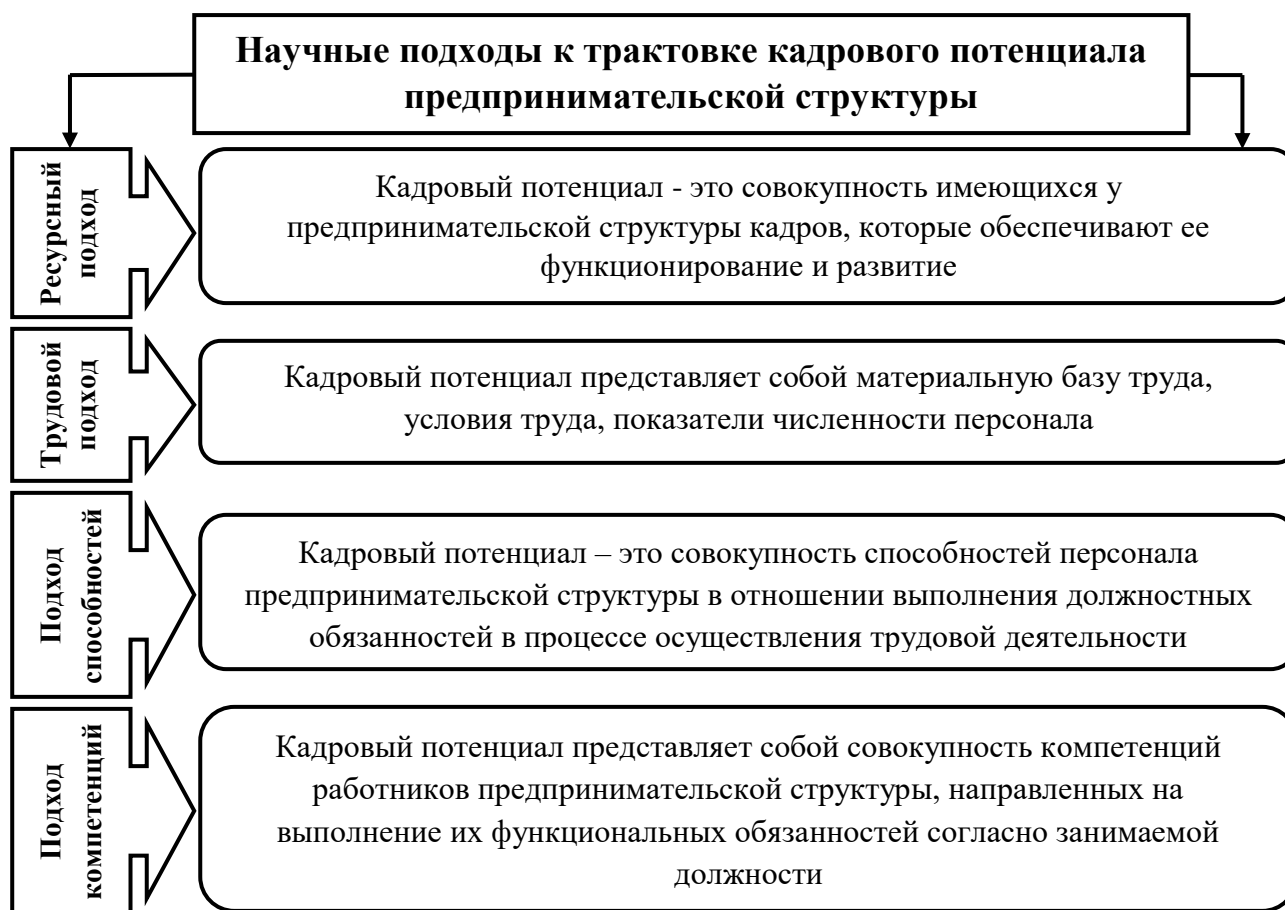 Научные подходы к трактовке кадрового потенциала
предпринимательской структуры
Ресурсный
подход
Кадровый потенциал - это совокупность имеющихся у
предпринимательской структуры кадров, которые обеспечивают ее
функционирование и развитие
Трудовой
подход
Кадровый потенциал представляет собой материальную базу труда,
условия труда, показатели численности персонала
Подход
способностей
Кадровый потенциал – это совокупность способностей персонала
предпринимательской структуры в отношении выполнения должностных
обязанностей в процессе осуществления трудовой деятельности
Подход
компетенций
Кадровый потенциал представляет собой совокупность компетенций
работников предпринимательской структуры, направленных на
выполнение их функциональных обязанностей согласно занимаемой
должности